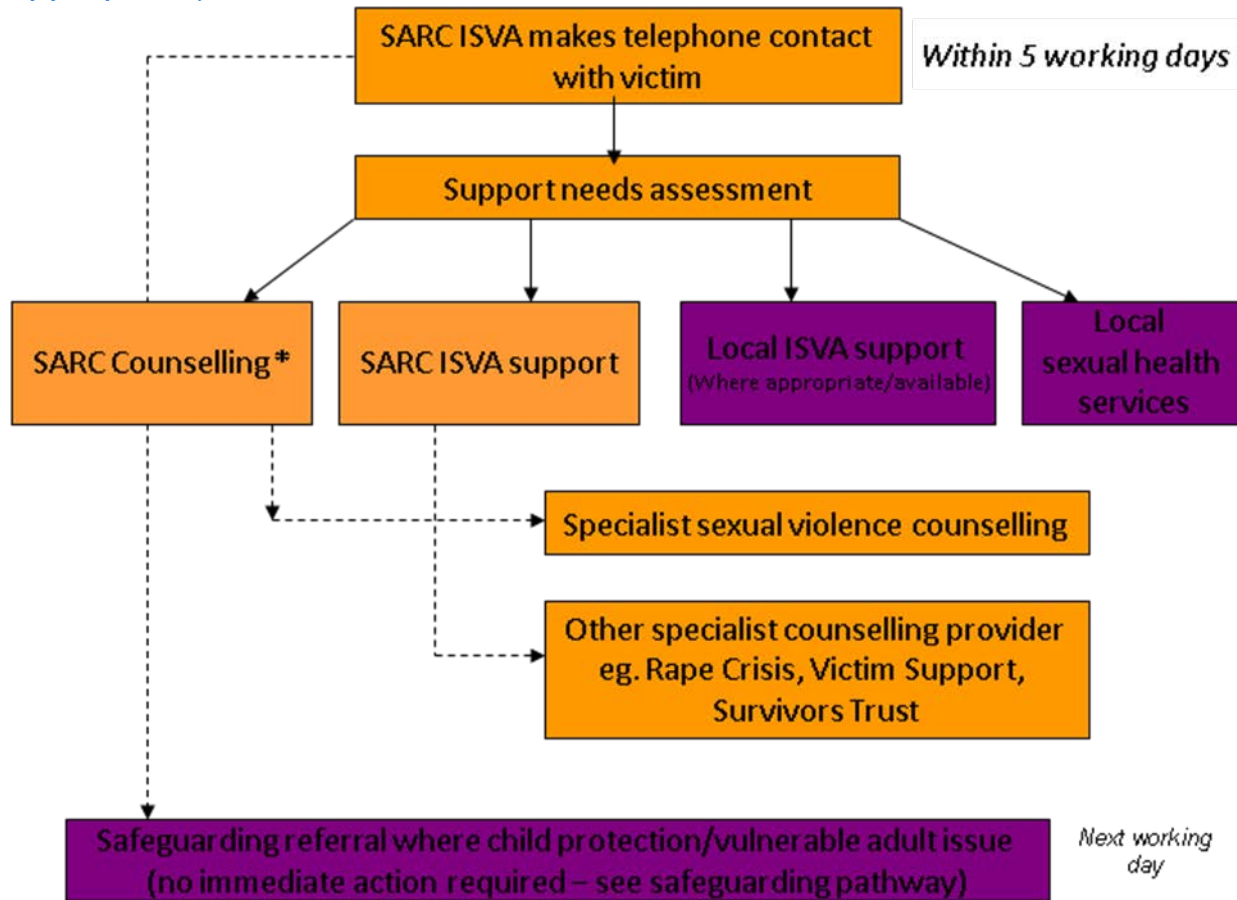 SARC ISVA makes telephone contact
with victim
Within 5 working days
Support needs assessment
SARC Counselling*
SARC ISVA support
Local ISVA support
(Where appropriate/available)
Local
sexual health
services
Specialist sexual violence counselling
Other specialist counselling provider
eg. Rape Crisis, Victim Support,
Survivors Trust
Safeguarding referral where child protection/vulnerable adult issue
(no immediate action required – see safeguarding pathway)
Next working
day